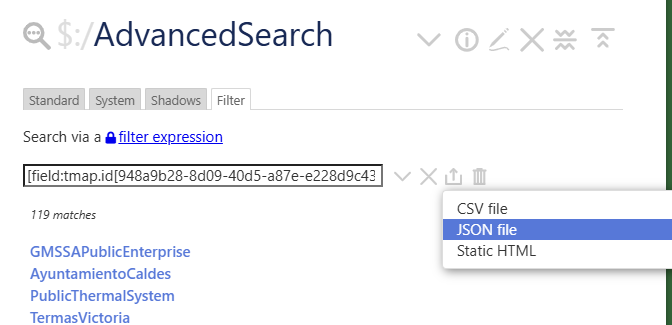 $:/AdvancedSearch
Standard System Shadows Filter
Search via a filter expression
[field:tmap.id[948a9b28-8d09-40d5-a87e-e228d9c43
119 matches
CSV file
JSON file
Static HTML
GMSSAPublicEnterprise
AyuntamientoCaldes
PublicThermalSystem
TermasVictoria